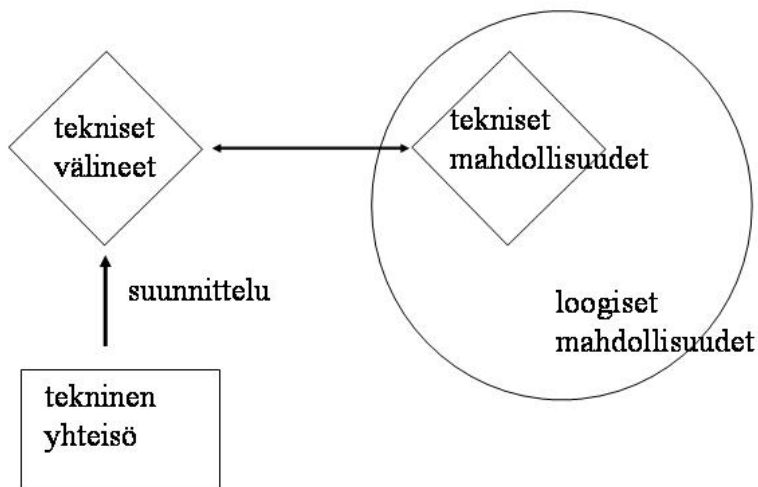 tekniset
välineet
tekniset
mahdollisuudet
suunnittelu
loogiset
mahdollisuudet
tekninen
yhteisö